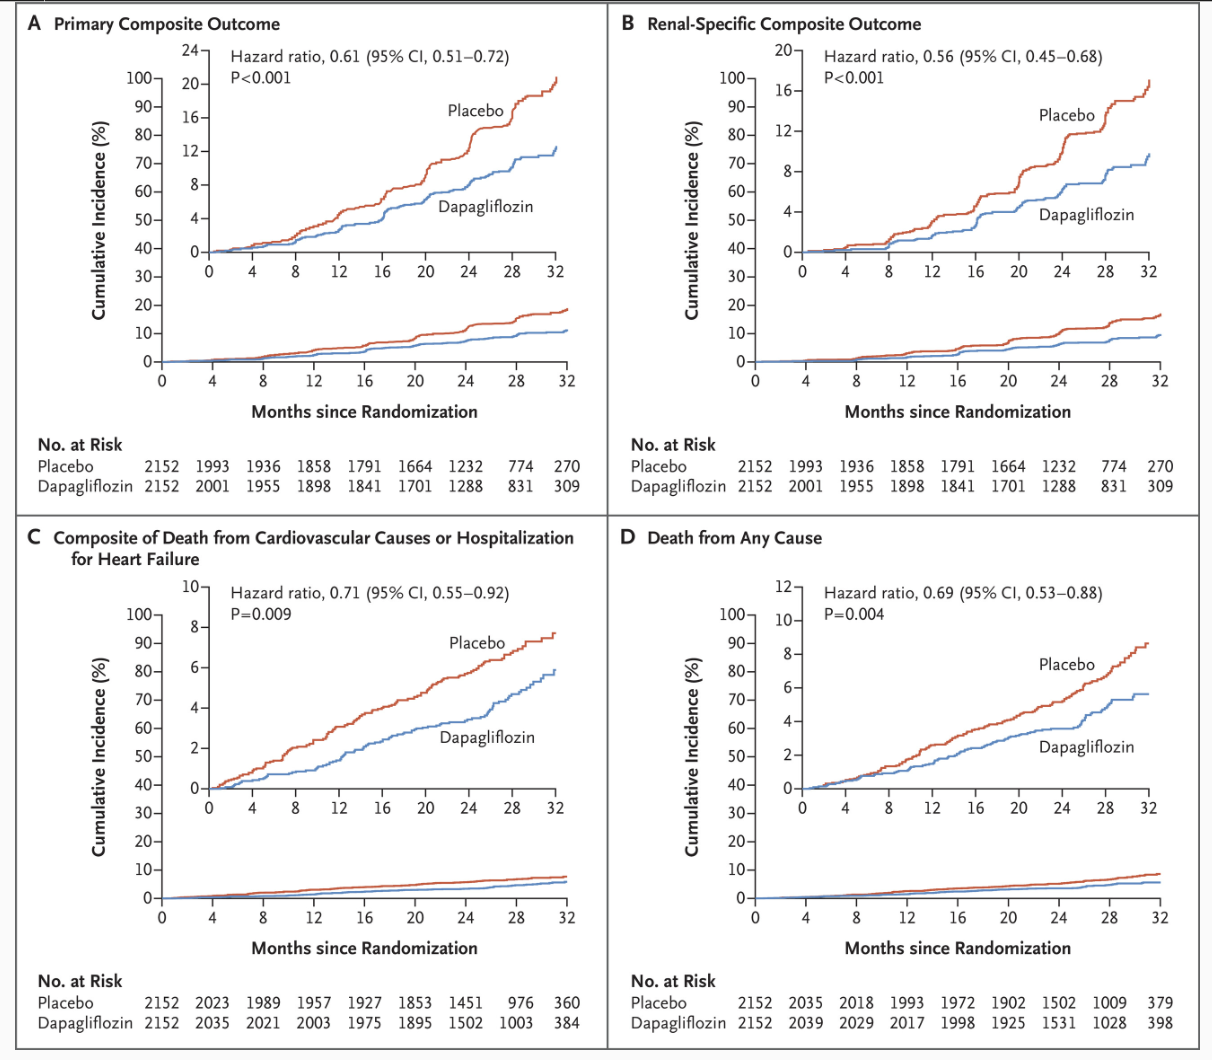 A Primary Composite Outcome
Hazard ratio, 0.61 (95% CI, 0.51–0.72)
P<0.001
24
20
16
12
8
4
0
0 4 8 12 16 20 24 28 32
Placebo
Dapagliflozin
Cumulative Incidence (%)
100
90
80
70
60
50
40
30
20
10
0
0 4 8 12 16 20 24 28 32
Months since Randomization
No. at Risk
Placebo 2152 1993 1936 1858 1791 1664 1232 774 270
Dapagliflozin 2152 2001 1955 1898 1841 1701 1288 831 309
B Renal-Specific Composite Outcome
Hazard ratio, 0.56 (95% CI, 0.45–0.68)
P<0.001
20
16
12
8
4
0
0 4 8 12 16 20 24 28 32
Placebo
Dapagliflozin
Cumulative Incidence (%)
100
90
80
70
60
50
40
30
20
10
0
0 4 8 12 16 20 24 28 32
Months since Randomization
No. at Risk
Placebo 2152 1993 1936 1858 1791 1664 1232 774 270
Dapagliflozin 2152 2001 1955 1898 1841 1701 1288 831 309
C Composite of Death from Cardiovascular Causes or Hospitalization
for Heart Failure
Hazard ratio, 0.71 (95% CI, 0.55–0.92)
P=0.009
10
8
6
4
2
0
0 4 8 12 16 20 24 28 32
Placebo
Dapagliflozin
Cumulative Incidence (%)
100
90
80
70
60
50
40
30
20
10
0
0 4 8 12 16 20 24 28 32
Months since Randomization
No. at Risk
Placebo 2152 2023 1989 1957 1927 1853 1451 976 360
Dapagliflozin 2152 2035 2021 2003 1975 1895 1502 1003 384
D Death from Any Cause
Hazard ratio, 0.69 (95% CI, 0.53–0.88)
P=0.004
12
10
8
6
4
2
0
0 4 8 12 16 20 24 28 32
Placebo
Dapagliflozin
Cumulative Incidence (%)
100
90
80
70
60
50
40
30
20
10
0
0 4 8 12 16 20 24 28 32
Months since Randomization
No. at Risk
Placebo 2152 2035 2018 1993 1972 1902 1502 1009 379
Dapagliflozin 2152 2039 2029 2017 1998 1925 1531 1028 398